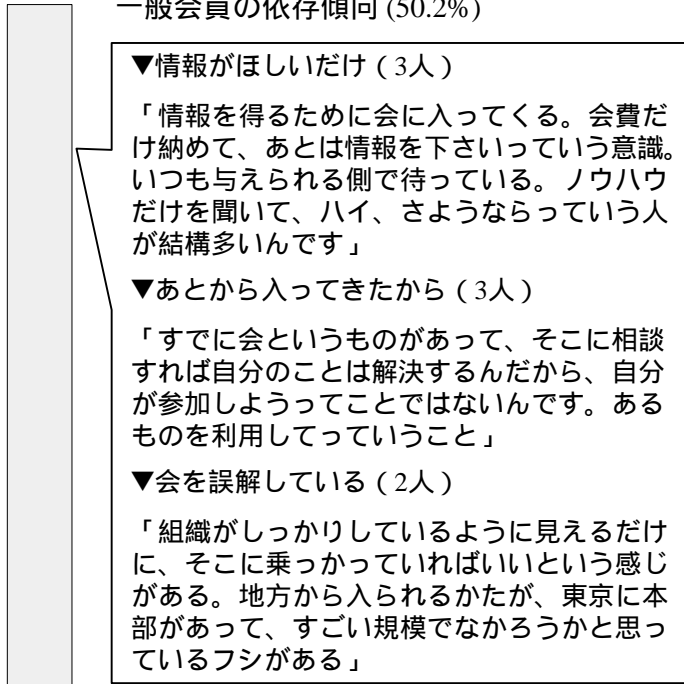 一般会員の依存傾向 (50.2%)
▼情報がほしいだけ ( 3人 )
「情報を得るために会に入ってくる。会費だ
け納めて、あとは情報を下さいっていう意識。
いつも与えられる側で待っている。ノウハウ
だけを聞いて、ハイ、さようならっていう人
が結構多いんです」
▼あとから入ってきたから ( 3人 )
「すでに会というものがあって、そこに相談
すれば自分のことは解決するんだから、自分
が参加しようってことではないんです。ある
ものを利用してっていうこと」
▼会を誤解している ( 2人 )
「組織がしっかりしているように見えるだけ
に、そこに乗っかっていればいいという感じ
がある。地方から入られるかたが、東京に本
部があって、すごい規模でなかろうかと思っ
ているフシがある」